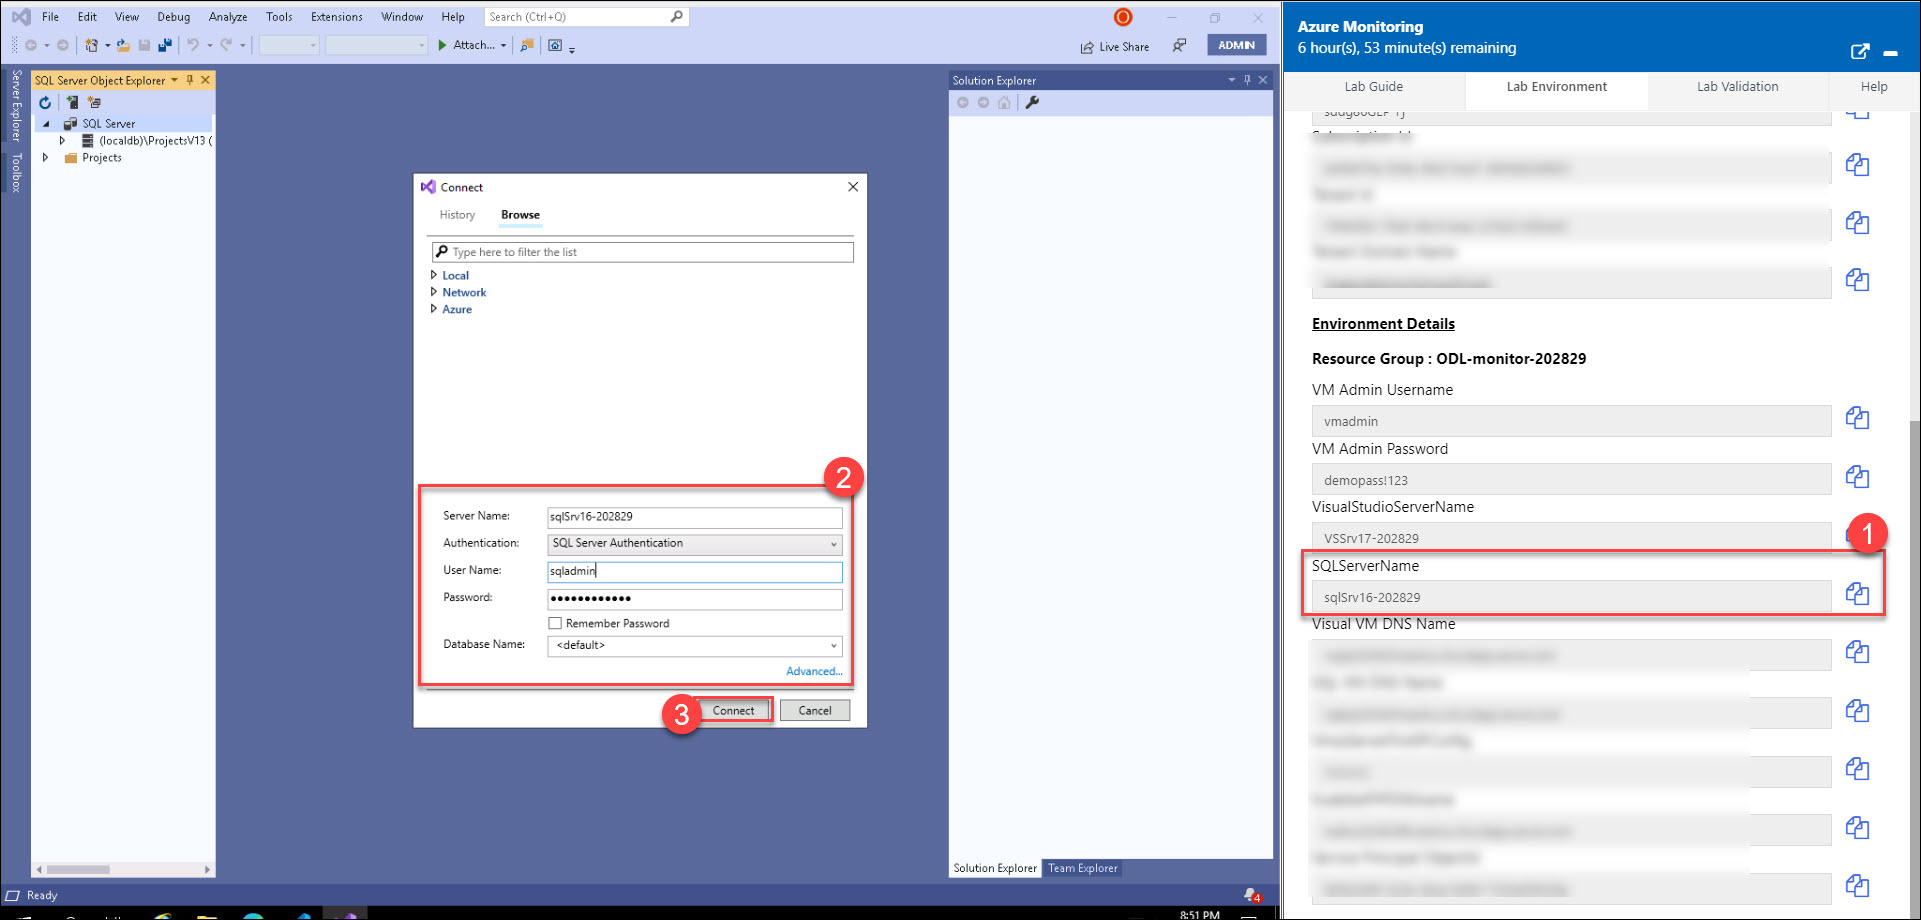 File Edit View Debug Analyze Tools Extensions Window Help Search (Ctrl+Q)
Attach... Live Share ADMIN
Server Explorer
Toolbox
SQL Server Object Explorer
SQL Server
(localdb)\ProjectsV13 (
Projects
Connect
History Browse
Type here to filter the list
Local
Network
Azure
2
Server Name: sqlSrv16-202829
Authentication: SQL Server Authentication
User Name: sqladmin
Password: ••••••••••••
Remember Password
Database Name: <default>
Advanced...
3 Connect Cancel
Solution Explorer
Solution Explorer Team Explorer
Ready
4
8:51 PM
Azure Monitoring
6 hour(s), 53 minute(s) remaining
Lab Guide Lab Environment Lab Validation Help
Environment Details
Resource Group : ODL-monitor-202829
VM Admin Username
vmadmin
VM Admin Password
demopass!123
VisualStudioServerName
VSSrv17-202829
1
SQLServerName
sqlSrv16-202829
Visual VM DNS Name